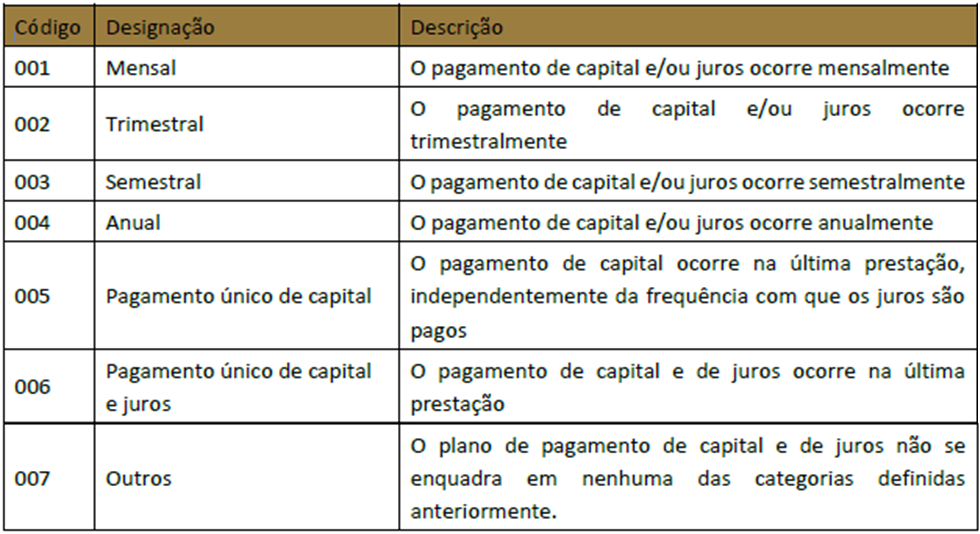 Código Designação Descrição
001 Mensal O pagamento de capital e/ou juros ocorre mensalmente
002 Trimestral O pagamento de capital e/ou juros ocorre
trimestralmente
003 Semestral O pagamento de capital e/ou juros ocorre semestralmente
004 Anual O pagamento de capital e/ou juros ocorre anualmente
005 Pagamento único de capital O pagamento de capital ocorre na última prestação,
independentemente da frequência com que os juros são
pagos
006 Pagamento único de capital O pagamento de capital e de juros ocorre na última
e juros prestação
007 Outros O plano de pagamento de capital e de juros não se
enquadra em nenhuma das categorias definidas
anteriormente.